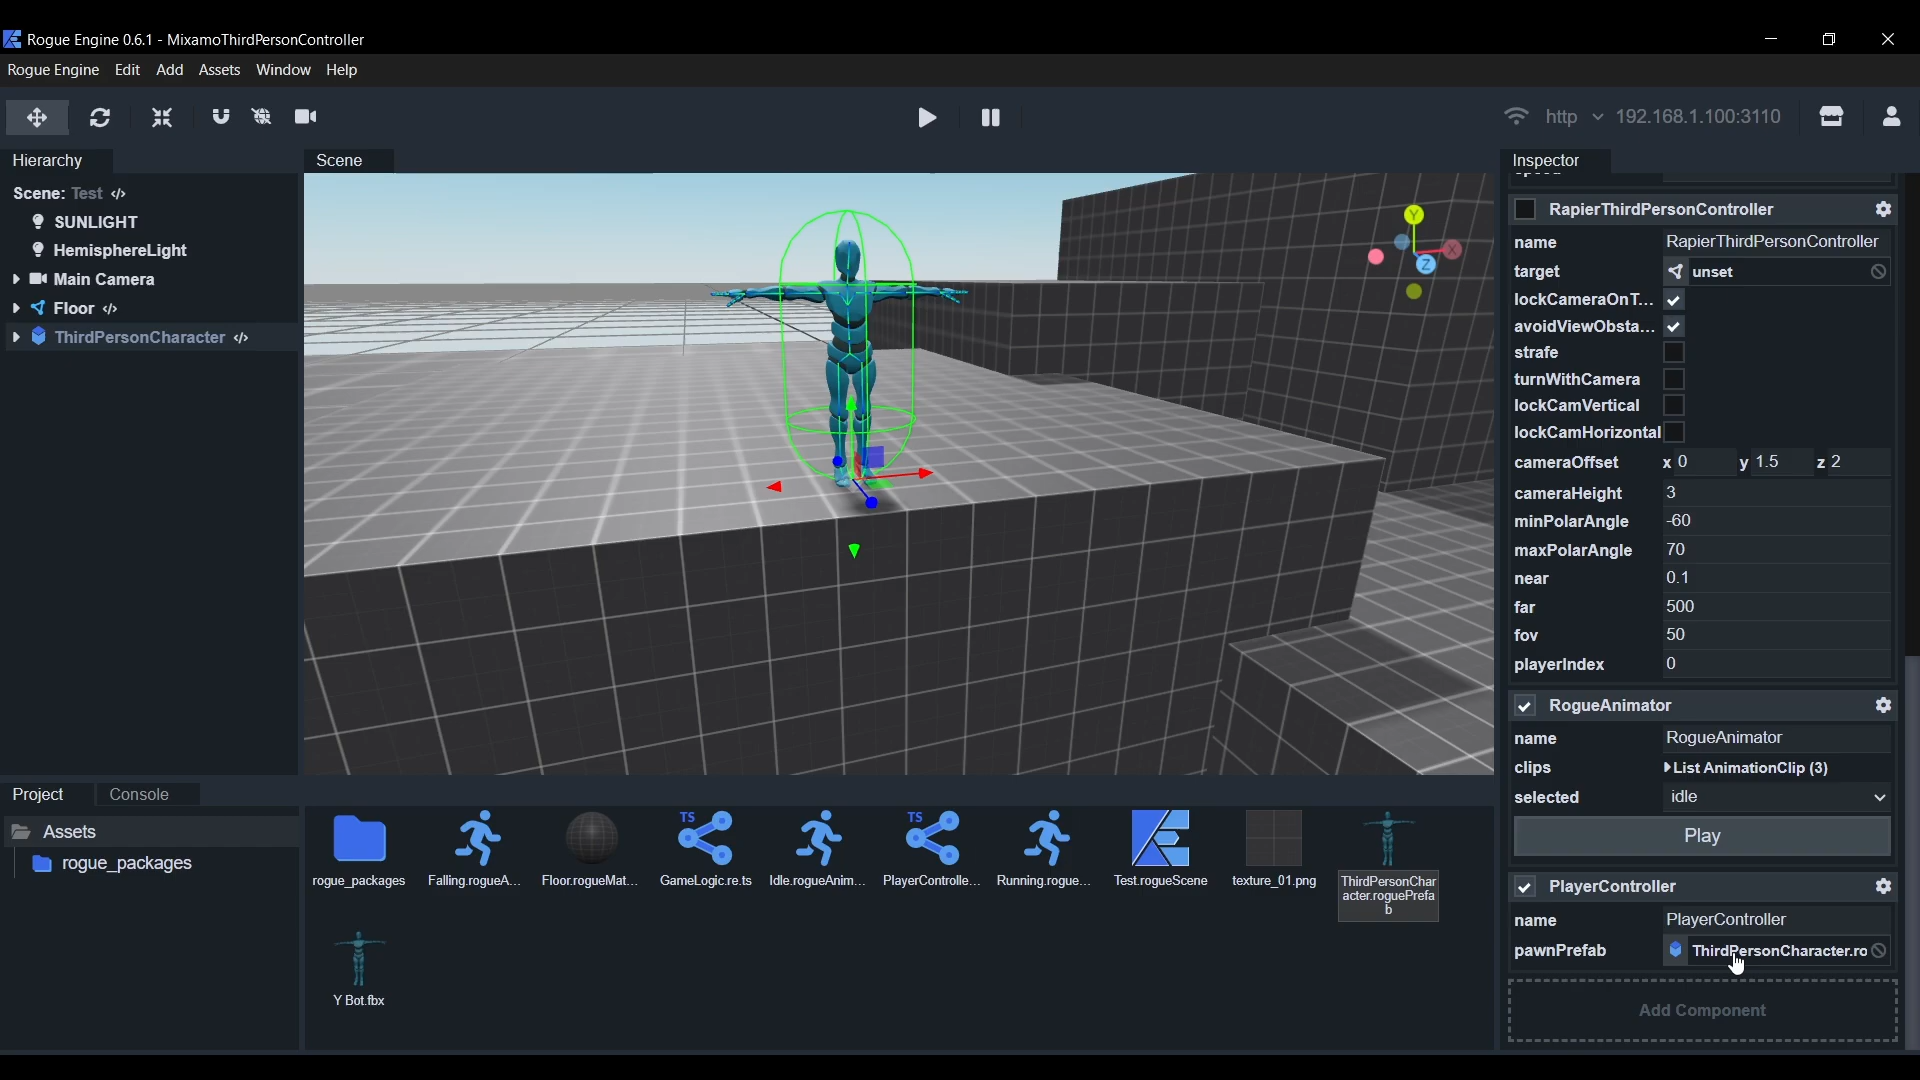 Rogue Engine 0.6.1 - MixamoThirdPersonController
Rogue Engine Edit Add Assets Window Help
http 192.168.1.100:3110
Hierarchy
Scene: Test </>
SUNLIGHT
HemisphereLight
Main Camera
Floor </>
ThirdPersonCharacter </>
Scene
Y
X
Z
Inspector
RapierThirdPersonController
name RapierThirdPersonController
target unset
lockCameraOnT...
avoidViewObsta...
strafe
turnWithCamera
lockCamVertical
lockCamHorizontal
cameraOffset x 0 y 1.5 z 2
cameraHeight 3
minPolarAngle -60
maxPolarAngle 70
near 0.1
far 500
fov 50
playerIndex 0
RogueAnimator
name RogueAnimator
clips List AnimationClip (3)
selected idle
Play
PlayerController
name PlayerController
pawnPrefab ThirdPersonCharacter.ro
Add Component
Project Console
Assets
rogue_packages
TS TS
rogue_packages Falling.rogueA... Floor.rogueMat... GameLogic.re.ts Idle.rogueAnim... PlayerControlle... Running.rogue... Test.rogueScene texture_01.png ThirdPersonChar
acter.roguePrefa
b
Y Bot.fbx